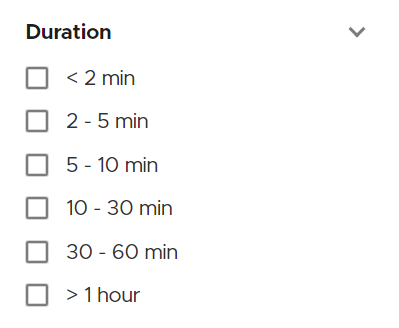 Duration
< 2 min
2 - 5 min
5 - 10 min
10 - 30 min
30 - 60 min
> 1 hour